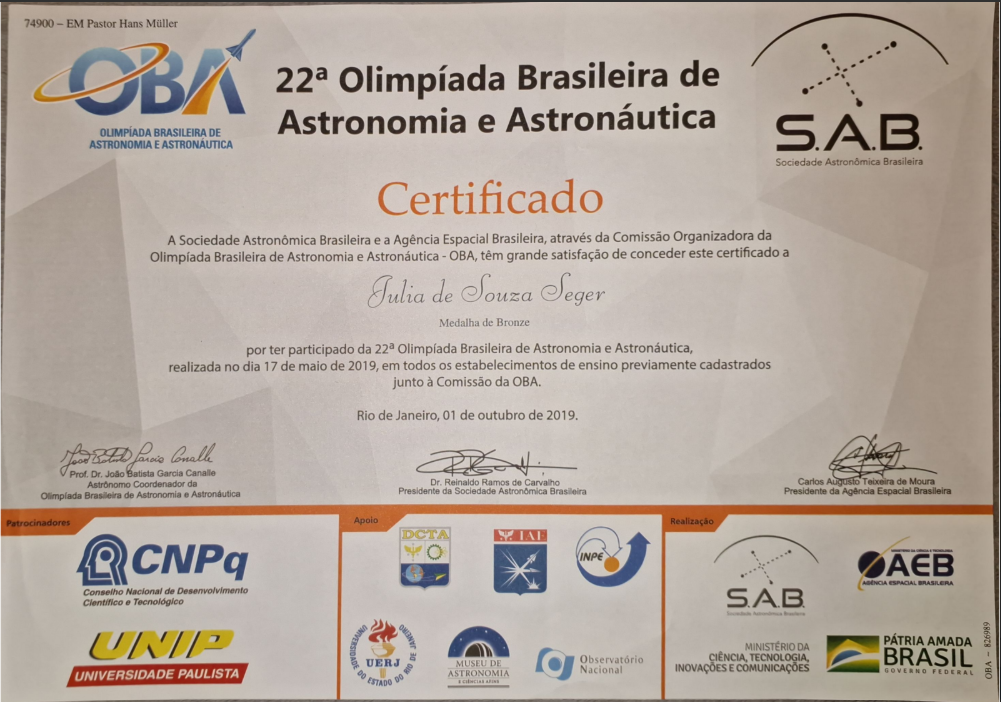 74900 – EM Pastor Hans Müller
OBA
OLIMPÍADA BRASILEIRA DE
ASTRONOMIA E ASTRONÁUTICA
22ª Olimpíada Brasileira de
Astronomia e Astronáutica
S.A.B.
Sociedade Astronômica Brasileira
Certificado
A Sociedade Astronômica Brasileira e a Agência Espacial Brasileira, através da Comissão Organizadora da
Olimpíada Brasileira de Astronomia e Astronáutica - OBA, têm grande satisfação de conceder este certificado a
Julia de Souza Seger
Medalha de Bronze
por ter participado da 22ª Olimpíada Brasileira de Astronomia e Astronáutica,
realizada no dia 17 de maio de 2019, em todos os estabelecimentos de ensino previamente cadastrados
junto à Comissão da OBA.
Rio de Janeiro, 01 de outubro de 2019.
João Batista Garcia Canalle
Prof. Dr. João Batista Garcia Canalle
Astrônomo Coordenador da
Olimpíada Brasileira de Astronomia e Astronáutica
Dr. Reinaldo Ramos de Carvalho
Presidente da Sociedade Astronômica Brasileira
Carlos Augusto Teixeira de Moura
Presidente da Agência Espacial Brasileira
Patrocinadores
CNPq
Conselho Nacional de Desenvolvimento
Científico e Tecnológico
UNIP
UNIVERSIDADE PAULISTA
Apoio
DCTA
IAE
INPE
UERJ
UNIVERSIDADE DO ESTADO DO RIO DE JANEIRO
MUSEU DE
ASTRONOMIA
E CIÊNCIAS AFINS
Observatório
Nacional
Realização
S.A.B.
Sociedade Astronômica Brasileira
MINISTÉRIO DA CIÊNCIA E TECNOLOGIA
AEB
AGÊNCIA ESPACIAL BRASILEIRA
MINISTÉRIO DA
CIÊNCIA, TECNOLOGIA,
INOVAÇÕES E COMUNICAÇÕES
PÁTRIA AMADA
BRASIL
GOVERNO FEDERAL
OBA – 826989